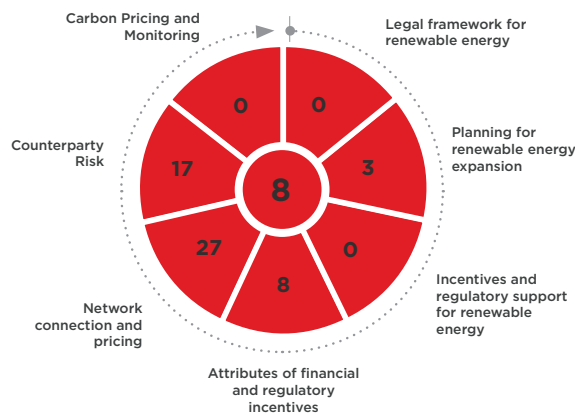 Carbon Pricing and
Monitoring
Legal framework for
renewable energy
0
0
Counterparty
Risk
17
Planning for
renewable energy
expansion
3
8
27
0
8
Network
connection and
pricing
Incentives and
regulatory support
for renewable
energy
Attributes of financial
and regulatory
incentives